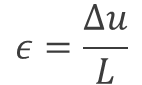 ϵ = Δu / L